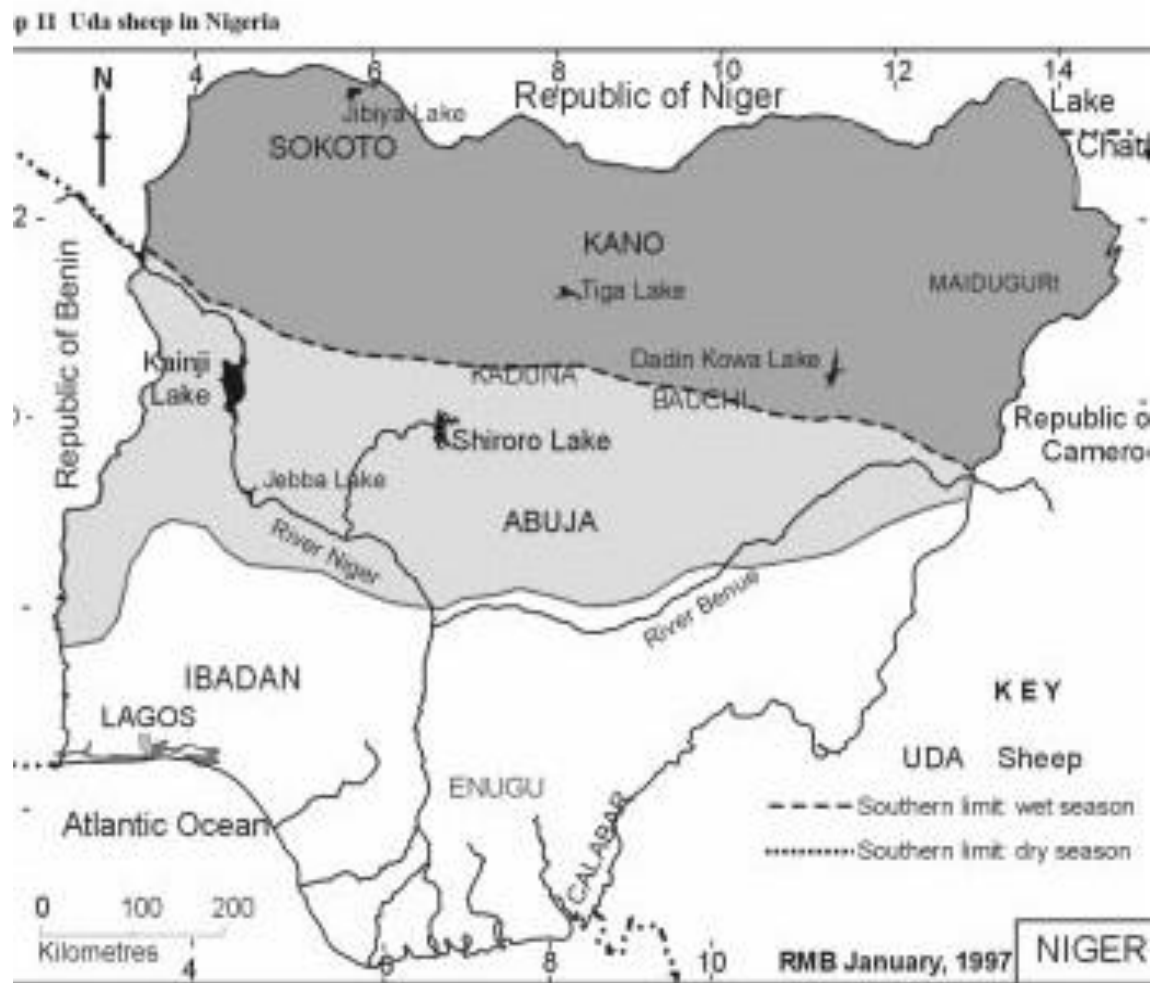 p 11 Uda sheep in Nigeria
4 6 8 10 12 14
N
Republic of Niger
Lake
Chad
Jibiya Lake
SOKOTO
2 -
KANO
Tiga Lake
MAIDUGURI
Republic of Benin
Kainji
Lake
Dadin Kowa Lake
KADUNA
BAUCHI
0 -
Shiroro Lake
Republic o
Camero
Jebba Lake
ABUJA
River Niger
River Benue
IBADAN
LAGOS
KEY
UDA Sheep
ENUGU
Southern limit: wet season
Southern limit: dry season
Atlantic Ocean
CALABAR
0 100 200
Kilometres
4 6 8 10
RMB January, 1997
NIGER